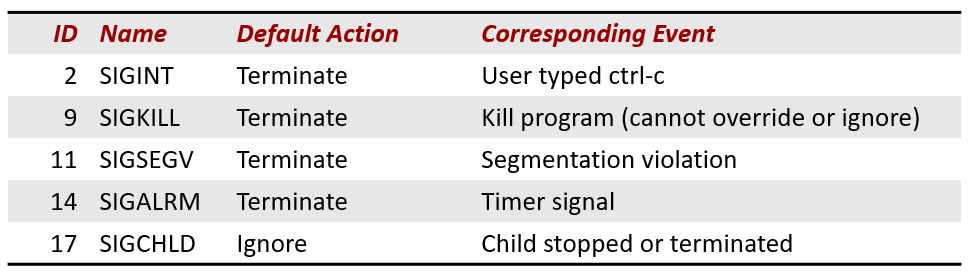 ID Name Default Action Corresponding Event
2 SIGINT Terminate User typed ctrl-c
9 SIGKILL Terminate Kill program (cannot override or ignore)
11 SIGSEGV Terminate Segmentation violation
14 SIGALRM Terminate Timer signal
17 SIGCHLD Ignore Child stopped or terminated